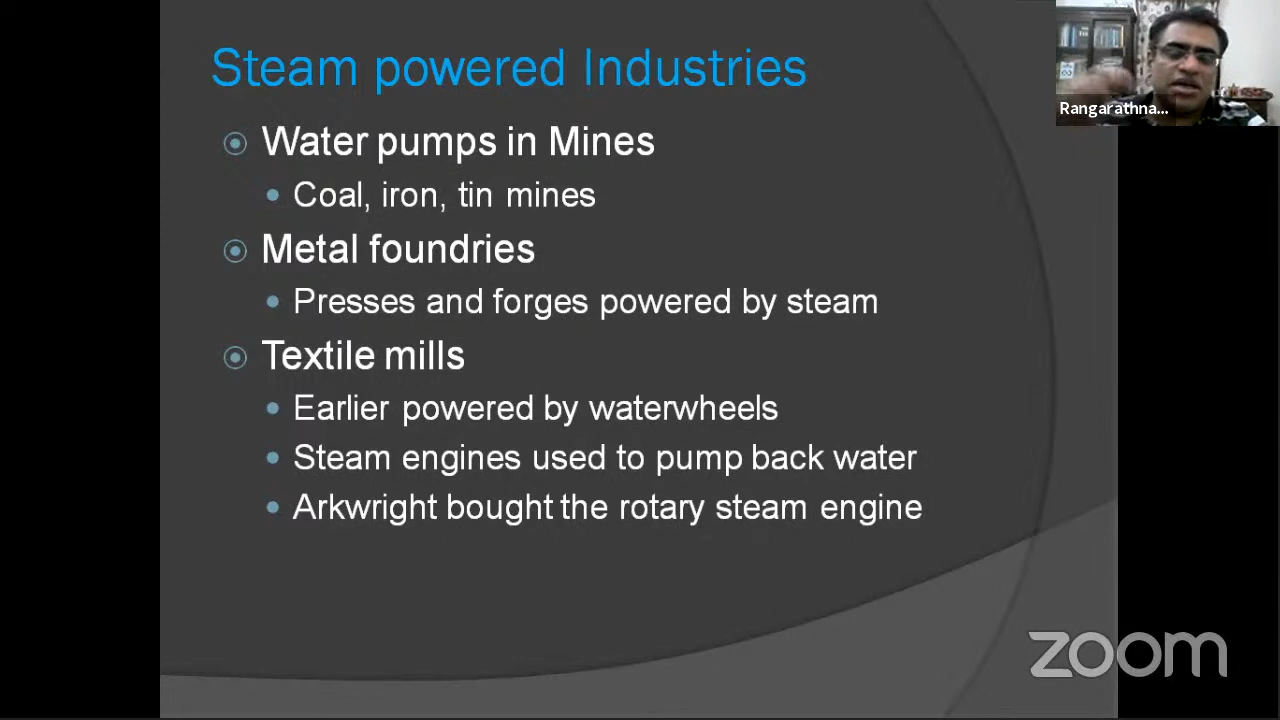 Steam powered Industries
Water pumps in Mines
Coal, iron, tin mines
Metal foundries
Presses and forges powered by steam
Textile mills
Earlier powered by waterwheels
Steam engines used to pump back water
Arkwright bought the rotary steam engine
Rangarathna...
zoom